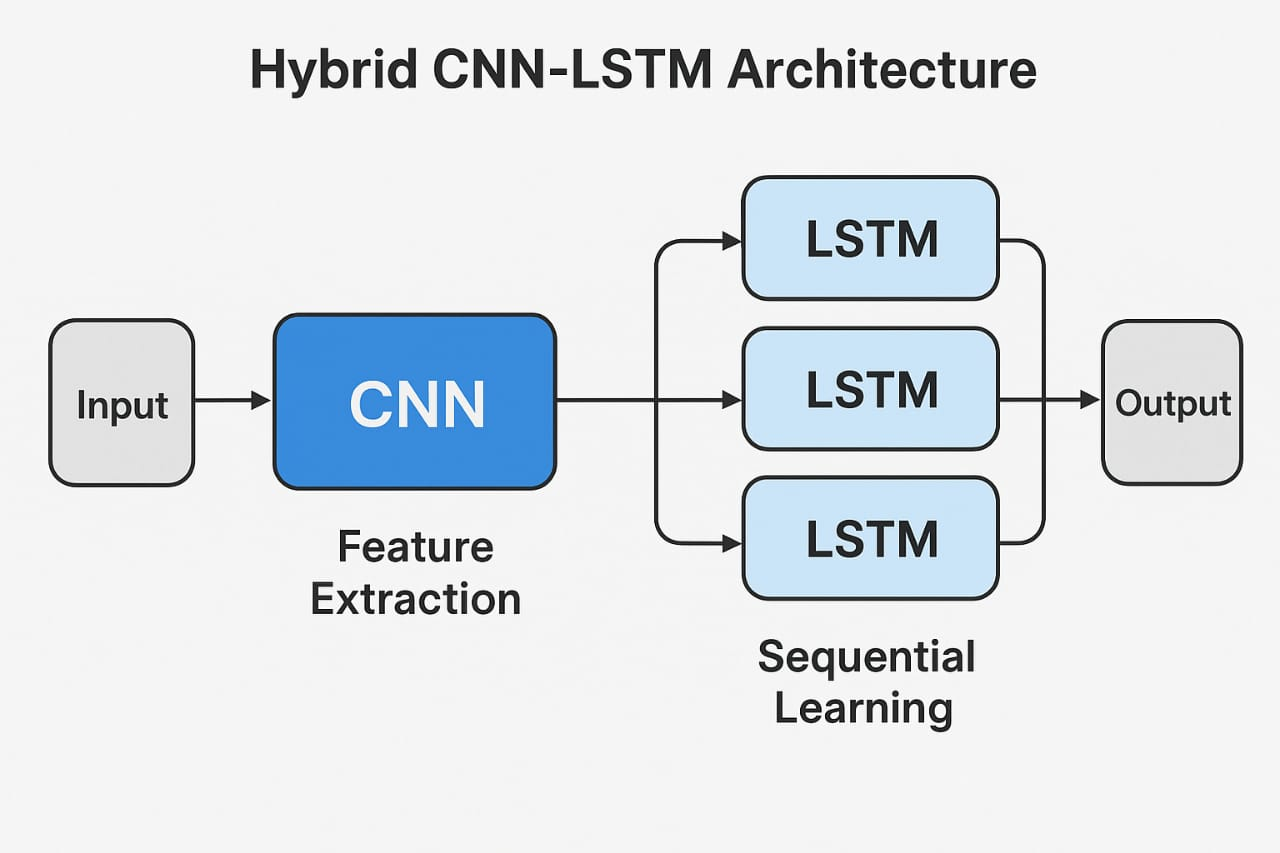 Hybrid CNN-LSTM Architecture
Input
CNN
Feature
Extraction
LSTM
LSTM
LSTM
Sequential
Learning
Output